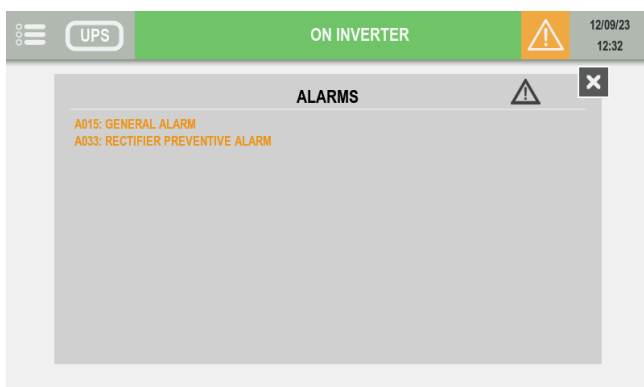 UPS
ON INVERTER
12/09/23
12:32
ALARMS
A015: GENERAL ALARM
A033: RECTIFIER PREVENTIVE ALARM